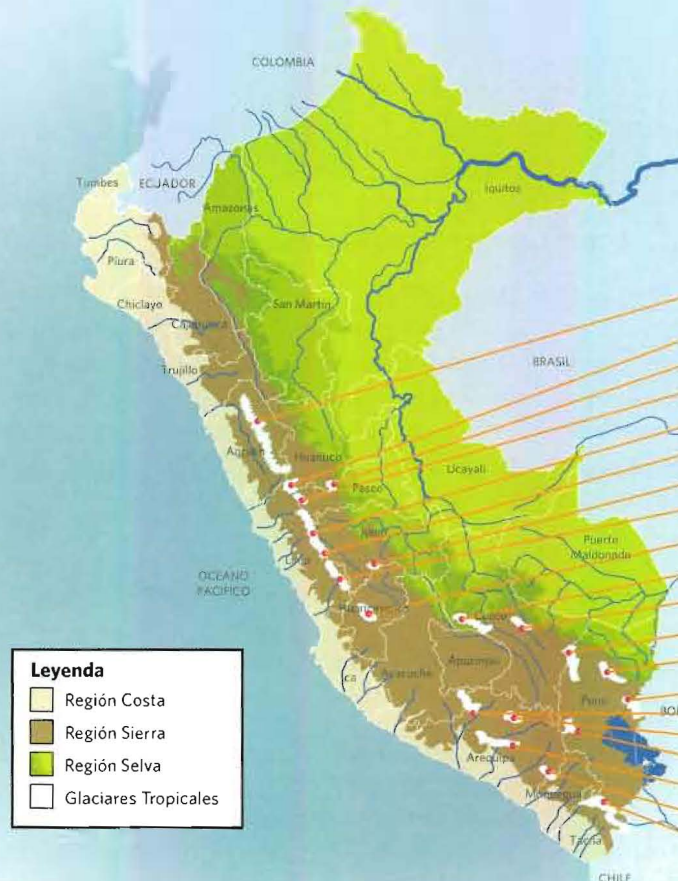 COLOMBIA
Tumbes
ECUADOR
Amazonas
Iquitos
Piura
Chiclayo
San Martín
Cajamarca
Trujillo
BRASIL
Ancash
Huánuco
Ucayali
Pasco
Junín
Puerto
Maldonado
Lima
OCEANO
PACIFICO
Huancavelica
Cusco
Apurímac
Ayacucho
Ica
Puno
BOL
Arequipa
Moquegua
Tacna
CHILE
Leyenda
Región Costa
Región Sierra
Región Selva
Glaciares Tropicales